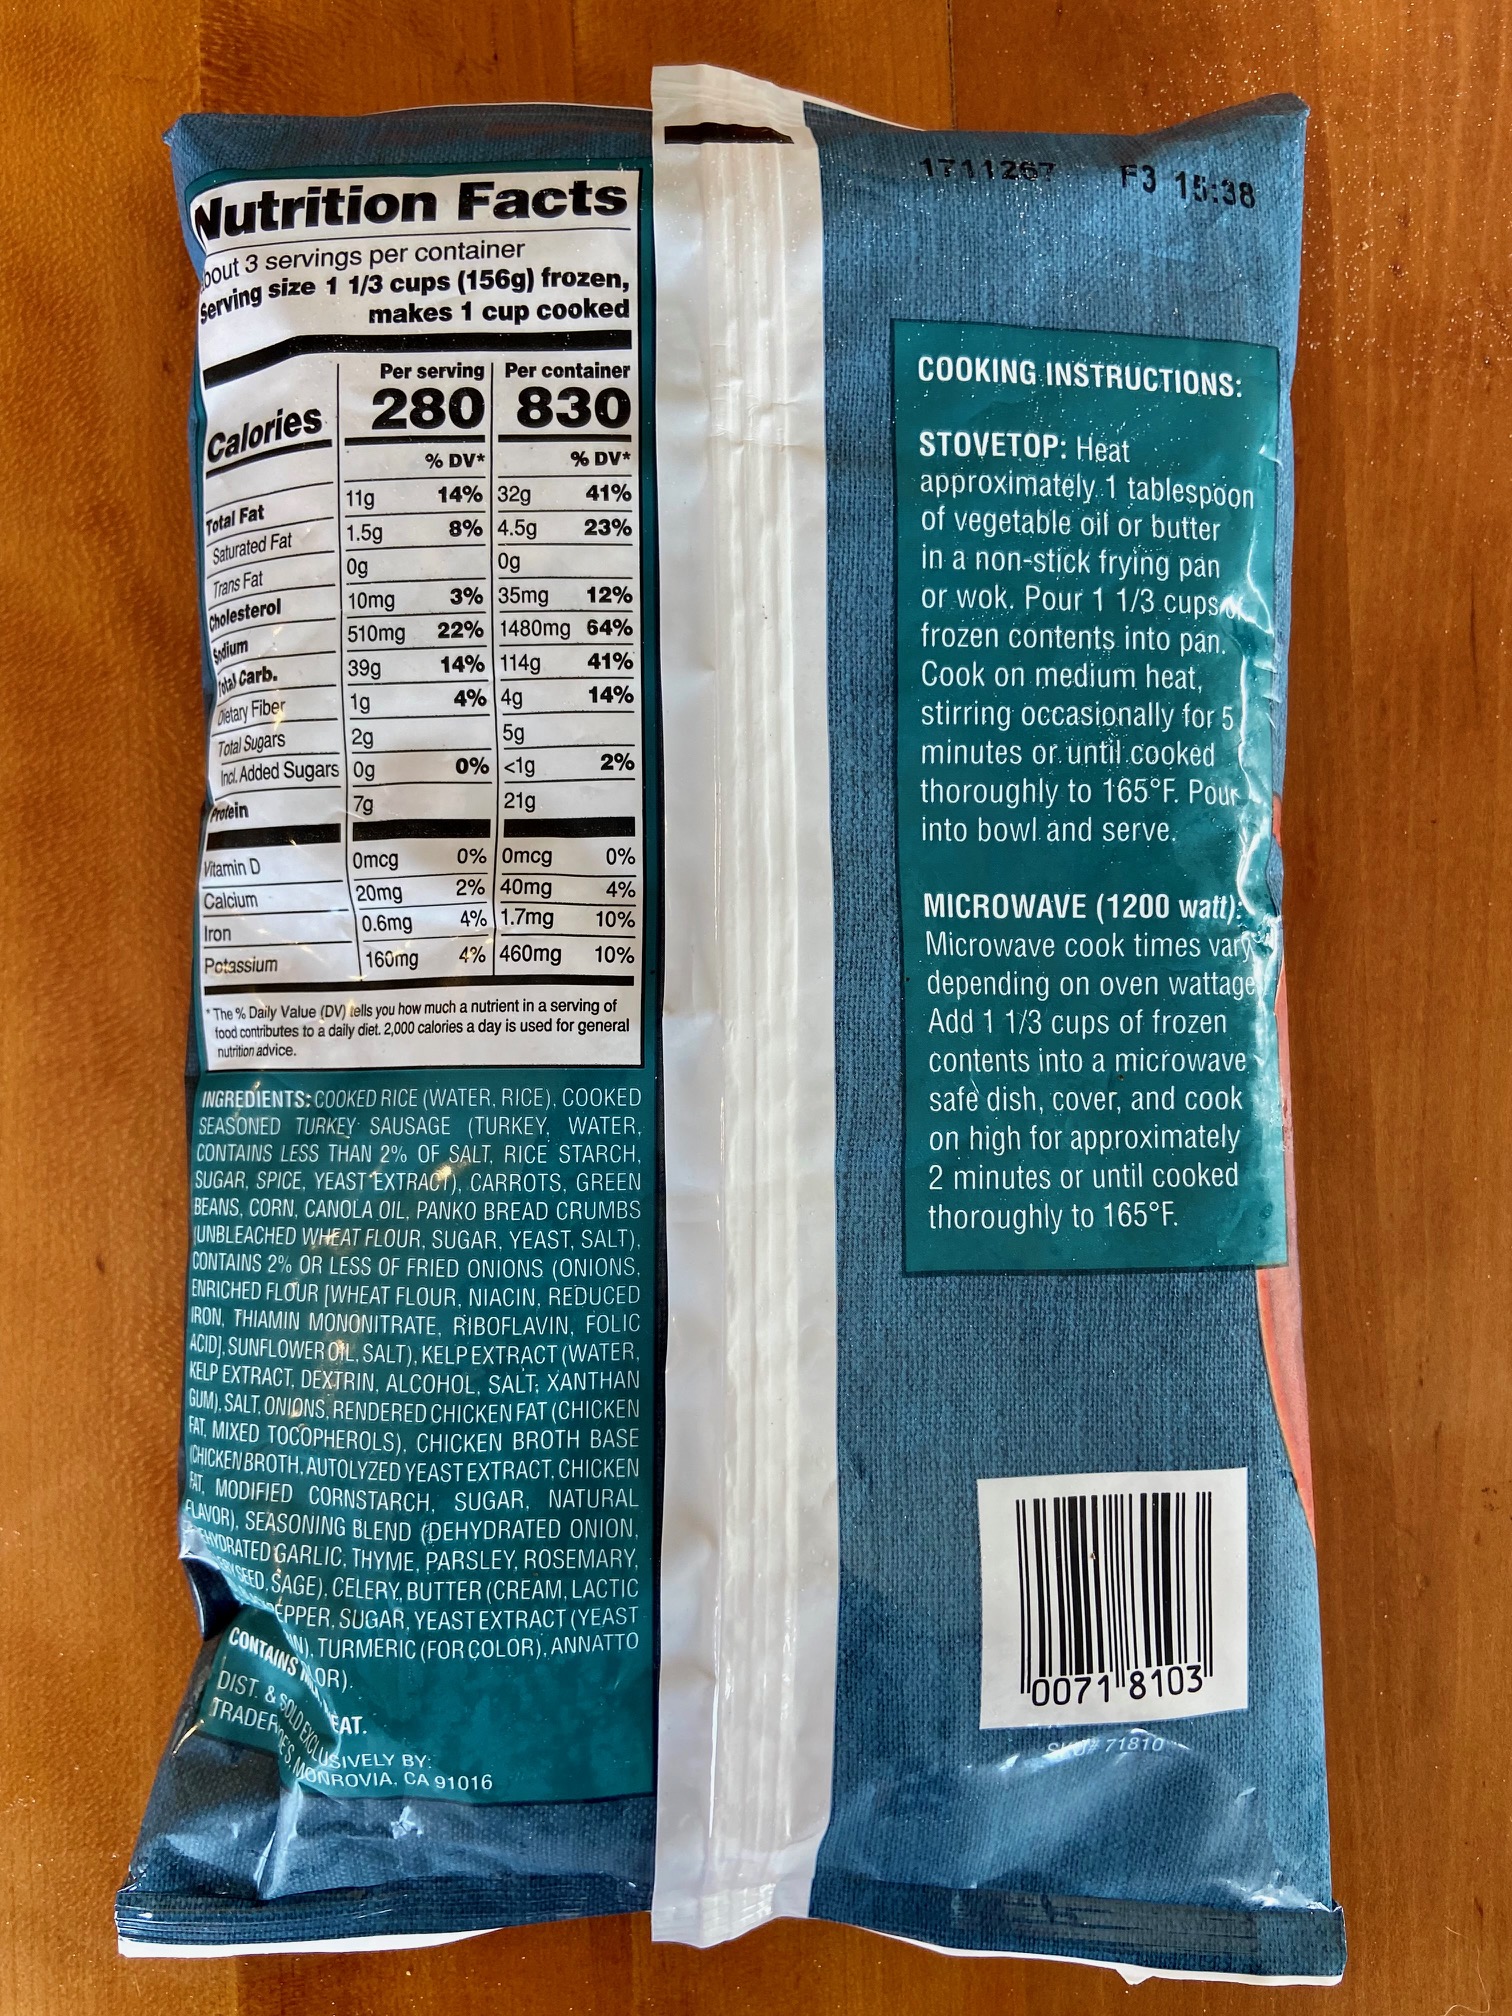 1711267 F3 15:38
Nutrition Facts
about 3 servings per container
Serving size 1 1/3 cups (156g) frozen,
makes 1 cup cooked
Per serving Per container
Calories 280 830
% DV* % DV*
Total Fat 11g 14% 32g 41%
Saturated Fat 1.5g 8% 4.5g 23%
Trans Fat 0g 0g
Cholesterol 10mg 3% 35mg 12%
Sodium 510mg 22% 1480mg 64%
Total Carb. 39g 14% 114g 41%
Dietary Fiber 1g 4% 4g 14%
Total Sugars 2g 5g
Incl. Added Sugars 0g 0% <1g 2%
Protein 7g 21g
Vitamin D 0mcg 0% 0mcg 0%
Calcium 20mg 2% 40mg 4%
Iron 0.6mg 4% 1.7mg 10%
Potassium 160mg 4% 460mg 10%
* The % Daily Value (DV) tells you how much a nutrient in a serving of
food contributes to a daily diet. 2,000 calories a day is used for general
nutrition advice.
INGREDIENTS: COOKED RICE (WATER, RICE), COOKED
SEASONED TURKEY SAUSAGE (TURKEY, WATER,
CONTAINS LESS THAN 2% OF SALT, RICE STARCH,
SUGAR, SPICE, YEAST EXTRACT), CARROTS, GREEN
BEANS, CORN, CANOLA OIL, PANKO BREAD CRUMBS
(UNBLEACHED WHEAT FLOUR, SUGAR, YEAST, SALT),
CONTAINS 2% OR LESS OF FRIED ONIONS (ONIONS,
ENRICHED FLOUR [WHEAT FLOUR, NIACIN, REDUCED
IRON, THIAMIN MONONITRATE, RIBOFLAVIN, FOLIC
ACID], SUNFLOWER OIL, SALT), KELP EXTRACT (WATER,
KELP EXTRACT, DEXTRIN, ALCOHOL, SALT, XANTHAN
GUM), SALT, ONIONS, RENDERED CHICKEN FAT (CHICKEN
FAT, MIXED TOCOPHEROLS), CHICKEN BROTH BASE
(CHICKEN BROTH, AUTOLYZED YEAST EXTRACT, CHICKEN
FAT, MODIFIED CORNSTARCH, SUGAR, NATURAL
FLAVOR), SEASONING BLEND (DEHYDRATED ONION,
DEHYDRATED GARLIC, THYME, PARSLEY, ROSEMARY,
SEED, SAGE), CELERY, BUTTER (CREAM, LACTIC
PEPPER, SUGAR, YEAST EXTRACT (YEAST
TURMERIC (FOR COLOR), ANNATTO
CONTAINS
DIST. & SOLD EXCLUSIVELY BY:
TRADER JOE'S, MONROVIA, CA 91016
COOKING INSTRUCTIONS:
STOVETOP: Heat
approximately 1 tablespoon
of vegetable oil or butter
in a non-stick frying pan
or wok. Pour 1 1/3 cups of
frozen contents into pan.
Cook on medium heat,
stirring occasionally for 5
minutes or until cooked
thoroughly to 165°F. Pour
into bowl and serve.
MICROWAVE (1200 watt):
Microwave cook times vary
depending on oven wattage
Add 1 1/3 cups of frozen
contents into a microwave
safe dish, cover, and cook
on high for approximately
2 minutes or until cooked
thoroughly to 165°F.
0071 8103
SKU# 71810